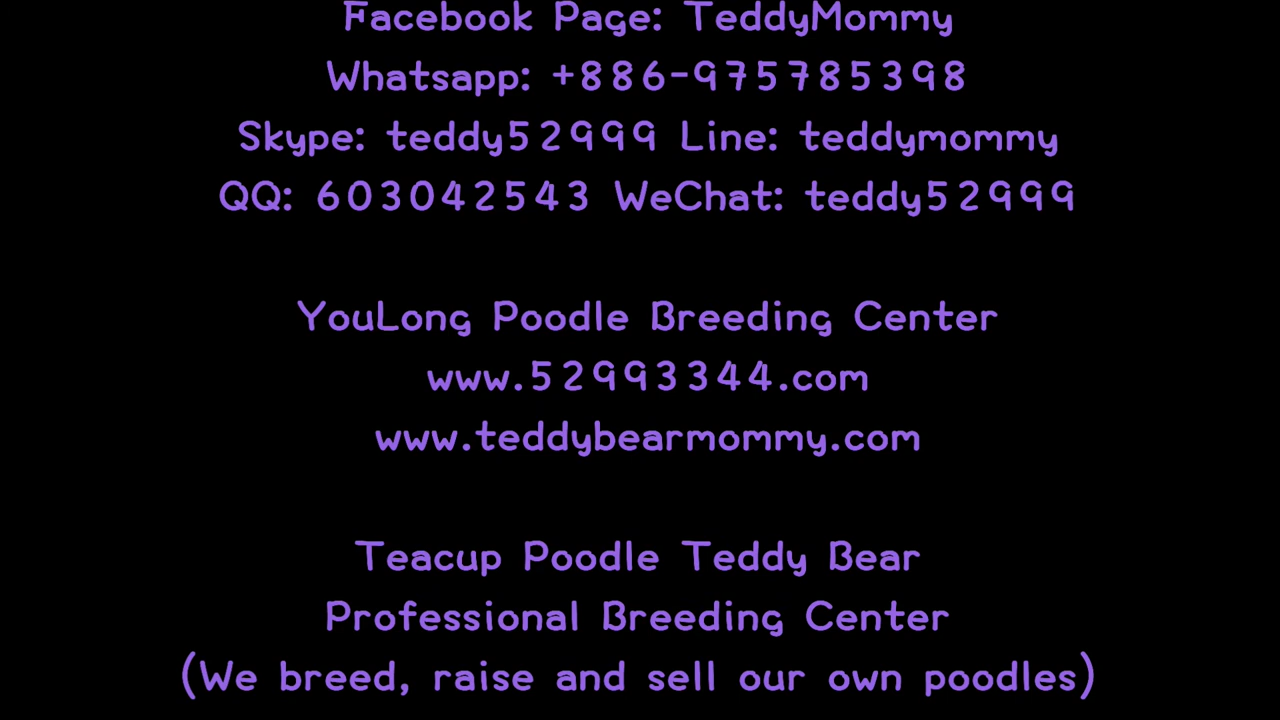 Facebook Page: TeddyMommy
Whatsapp: +886-975785398
Skype: teddy52999 Line: teddymommy
QQ: 603042543 WeChat: teddy52999
YouLong Poodle Breeding Center
www.52993344.com
www.teddybearmommy.com
Teacup Poodle Teddy Bear
Professional Breeding Center
(We breed, raise and sell our own poodles)